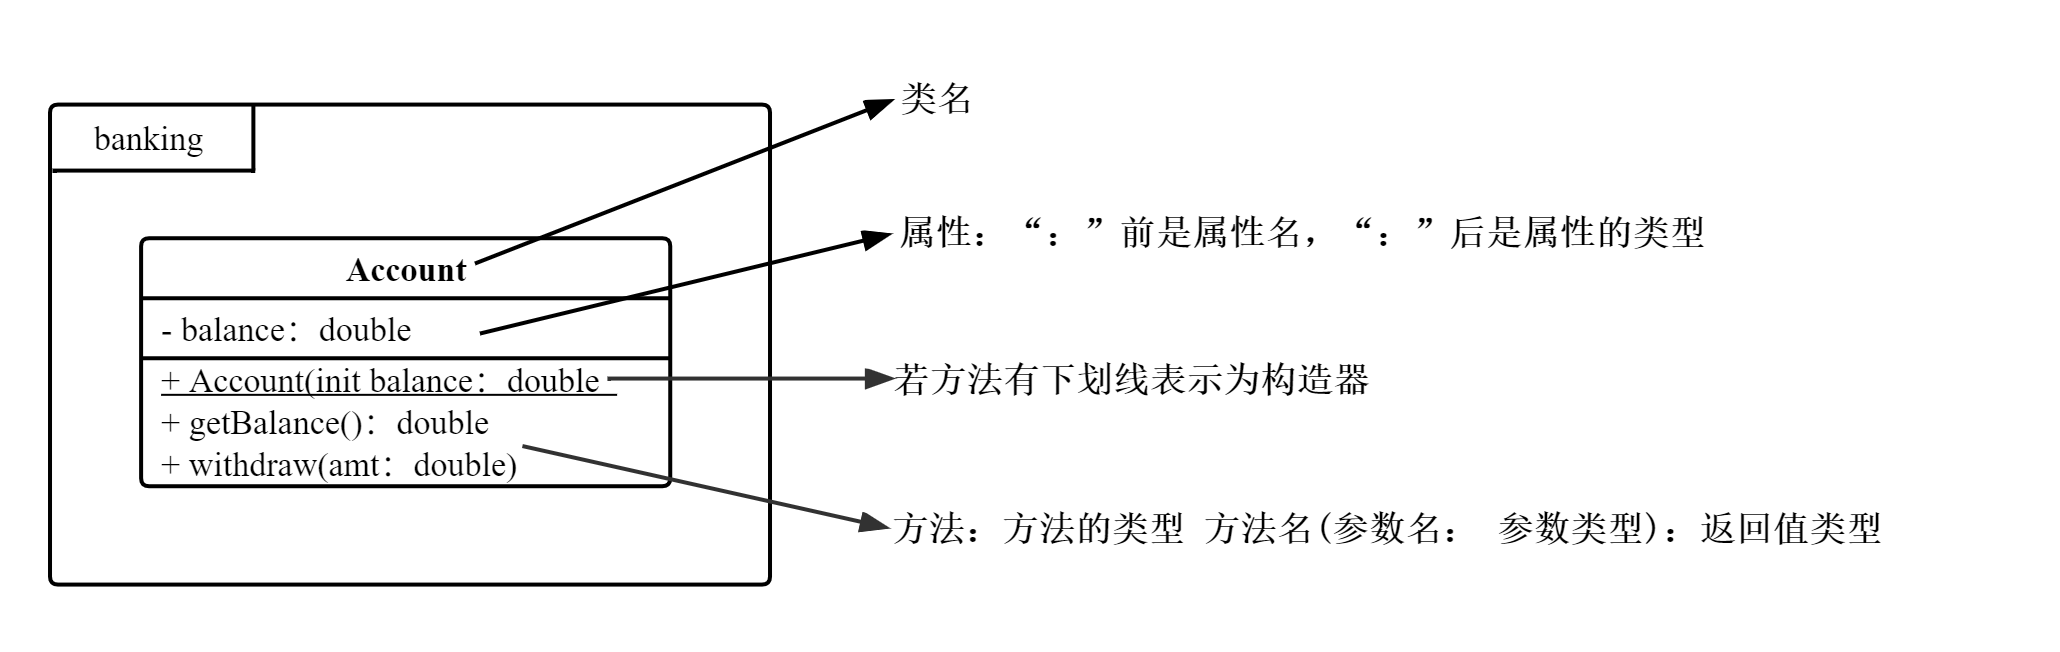 banking
Account
- balance：double
+ Account(init balance：double
+ getBalance()：double
+ withdraw(amt：double)
类名
属性：“：”前是属性名，“：”后是属性的类型
若方法有下划线表示为构造器
方法：方法的类型 方法名(参数名： 参数类型)：返回值类型